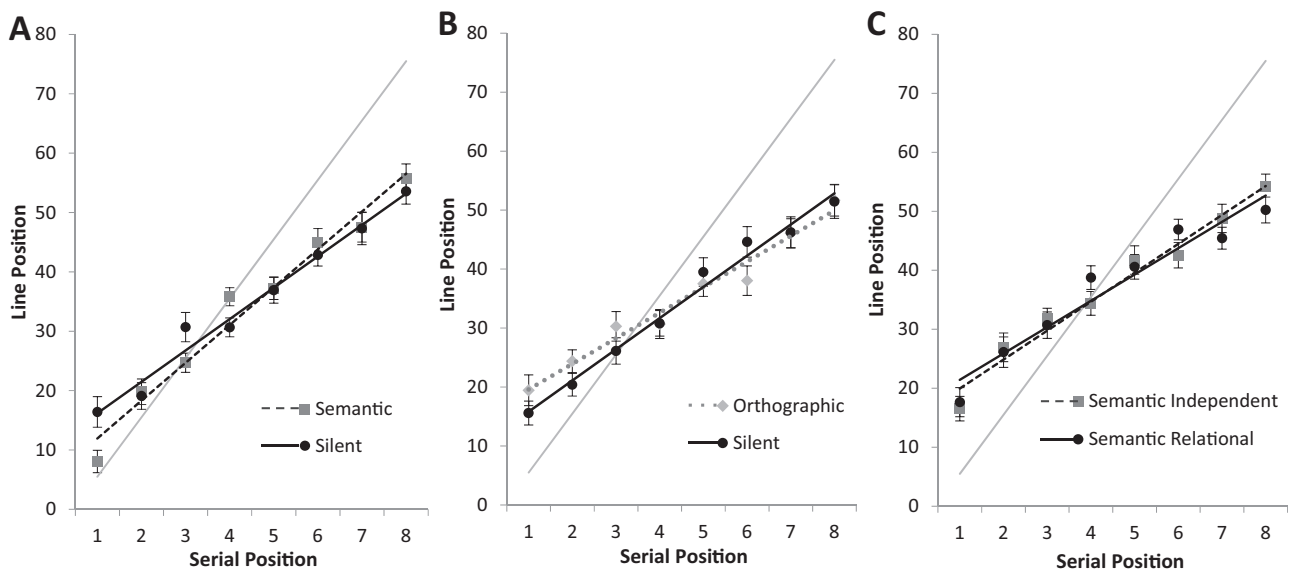 A
80
70
60
50
40
30
20
10
0
Line Position
1 2 3 4 5 6 7 8
Serial Position
Semantic
Silent
B
80
70
60
50
40
30
20
10
0
Line Position
1 2 3 4 5 6 7 8
Serial Position
Orthographic
Silent
C
80
70
60
50
40
30
20
10
0
Line Position
1 2 3 4 5 6 7 8
Serial Position
Semantic Independent
Semantic Relational